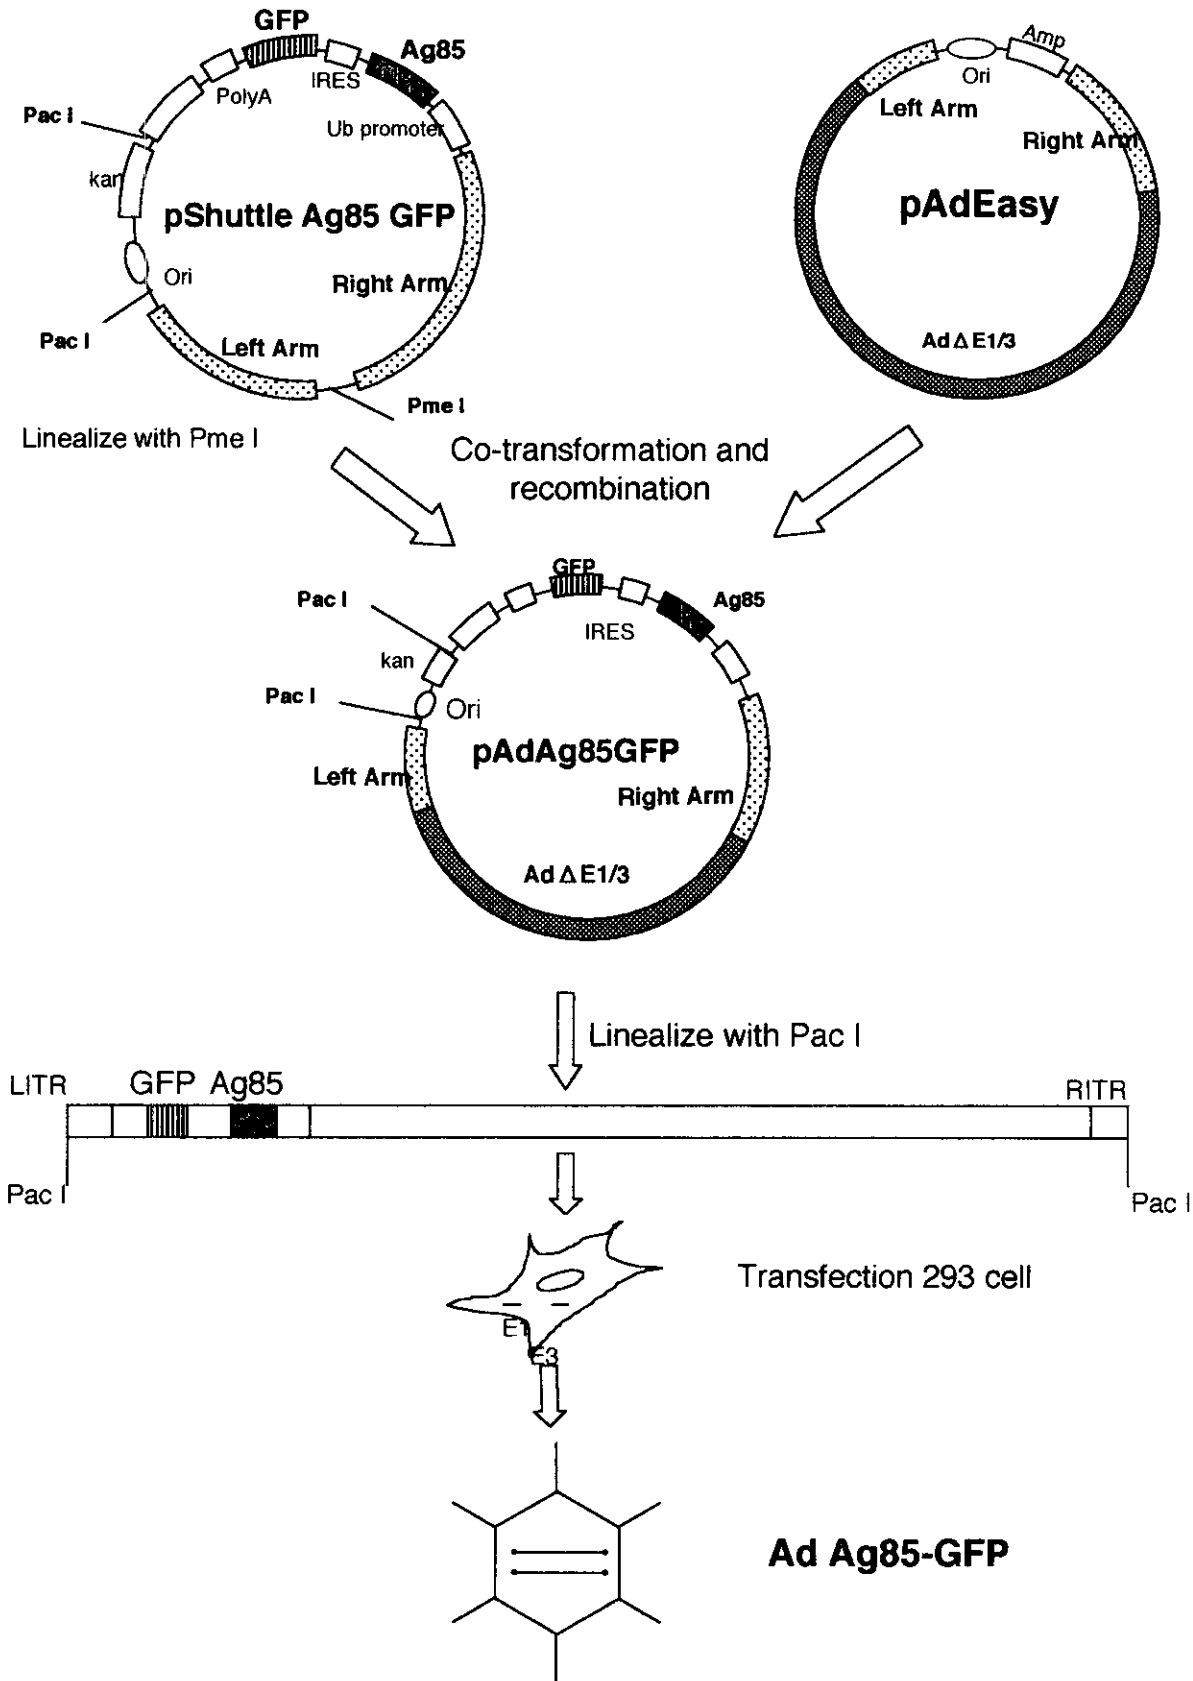 GFP
Ag85
IRES
PolyA
Pac I
Ub promoter
kan
pShuttle Ag85 GFP
Ori
Right Arm
Pac I
Left Arm
Pme I
Linealize with Pme I
Amp
Ori
Left Arm
Right Arm
pAdEasy
Ad Δ E1/3
Co-transformation and
recombination
GFP
Pac I
Ag85
IRES
kan
Pac I
Ori
pAdAg85GFP
Left Arm
Right Arm
Ad Δ E1/3
Linealize with Pac I
LITR
GFP Ag85
RITR
Pac I
Pac I
Transfection 293 cell
E1
E3
Ad Ag85-GFP